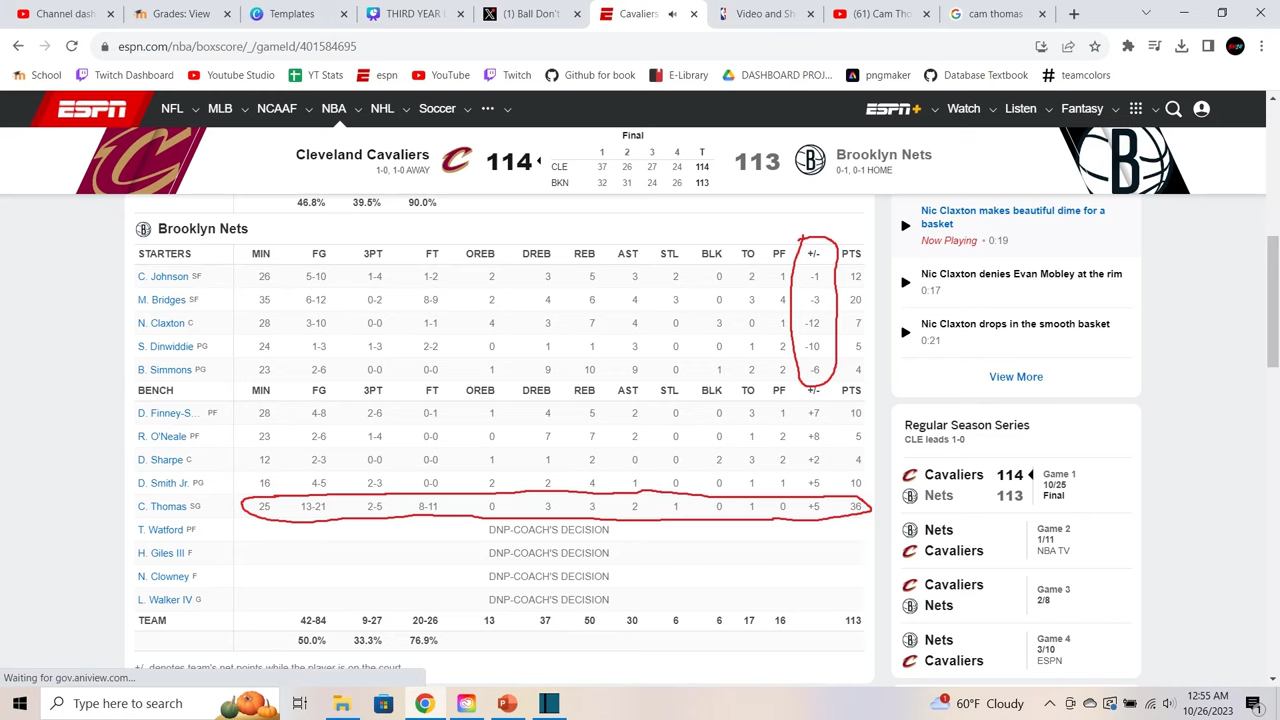 Cleveland dash
Images: View
Templates
THIRD YEAR
(1) Ball Don't
Cavaliers
Video and Sh
(61) Cam Tho
cam thomas
espn.com/nba/boxscore/_/gameId/401584695
School Twitch Dashboard Youtube Studio YT Stats espn YouTube Twitch Github for book E-Library DASHBOARD PROJ... pngmaker Database Textbook teamcolors
ESPN NFL MLB NCAAF NBA NHL Soccer ••• ESPN+ Watch Listen Fantasy
Final
Cleveland Cavaliers 114 1 2 3 4 T 113 Brooklyn Nets
1-0, 1-0 AWAY CLE 37 26 27 24 114 0-1, 0-1 HOME
BKN 32 31 24 26 113
46.8% 39.5% 90.0%
Brooklyn Nets
STARTERS MIN FG 3PT FT OREB DREB REB AST STL BLK TO PF +/- PTS
C. Johnson SF 26 5-10 1-4 1-2 2 3 5 3 2 0 2 1 -1 12
M. Bridges SF 35 6-12 0-2 8-9 2 4 6 4 3 0 3 4 -3 20
N. Claxton C 28 3-10 0-0 1-1 4 3 7 4 0 3 0 1 -12 7
S. Dinwiddie PG 24 1-3 1-3 2-2 0 1 1 3 0 0 1 2 -10 5
B. Simmons PG 23 2-6 0-0 0-0 1 9 10 9 0 1 2 2 -6 4
BENCH MIN FG 3PT FT OREB DREB REB AST STL BLK TO PF +/- PTS
D. Finney-S... PF 28 4-8 2-6 0-1 1 4 5 2 0 0 3 1 +7 10
R. O'Neale PF 23 2-6 1-4 0-0 0 7 7 2 0 0 3 2 +8 5
D. Sharpe C 12 2-3 0-0 0-0 1 1 2 0 0 2 3 2 +2 4
D. Smith Jr. PG 16 4-5 2-3 0-0 2 2 4 1 0 0 1 1 +5 10
C. Thomas SG 25 13-21 2-5 8-11 0 3 3 2 1 0 1 0 +5 36
T. Watford PF DNP-COACH'S DECISION
H. Giles III F DNP-COACH'S DECISION
N. Clowney F DNP-COACH'S DECISION
L. Walker IV G DNP-COACH'S DECISION
TEAM 42-84 9-27 20-26 13 37 50 30 6 6 17 16 113
50.0% 33.3% 76.9%
+/- denotes team's net points while the player is on the court.
Nic Claxton makes beautiful dime for a
basket
Now Playing • 0:19
Nic Claxton denies Evan Mobley at the rim
0:17
Nic Claxton drops in the smooth basket
0:21
View More
Regular Season Series
CLE leads 1-0
Cavaliers 114 Game 1
10/25
Nets 113 Final
Nets Game 2
1/11
Cavaliers NBA TV
Cavaliers Game 3
Nets 2/8
Nets Game 4
3/10
Cavaliers ESPN
Waiting for gov.aniview.com...
Type here to search
60°F Cloudy
12:55 AM
10/26/2023
1